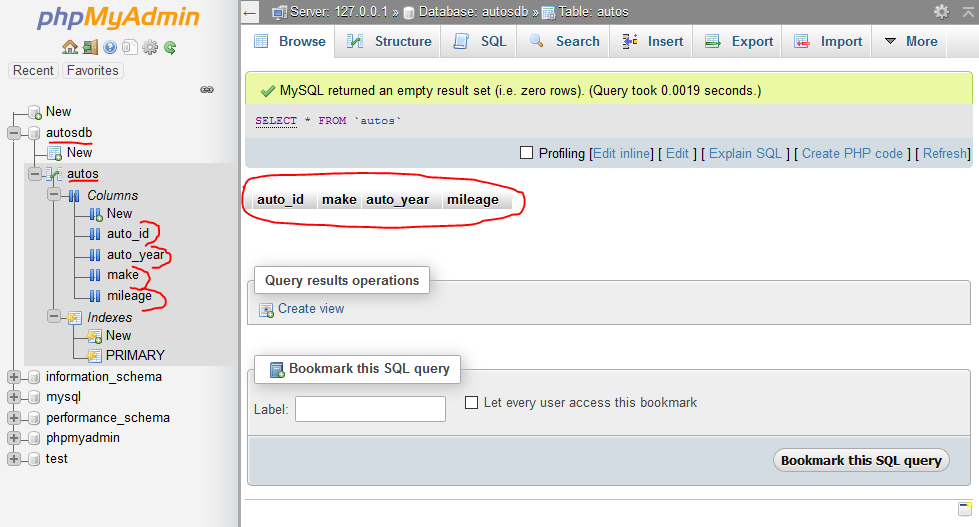 phpMyAdmin
Recent Favorites
New
autosdb
New
autos
Columns
New
auto_id
auto_year
make
mileage
Indexes
New
PRIMARY
information_schema
mysql
performance_schema
phpmyadmin
test
Server: 127.0.0.1 » Database: autosdb » Table: autos
Browse Structure SQL Search Insert Export Import More
MySQL returned an empty result set (i.e. zero rows). (Query took 0.0019 seconds.)
SELECT * FROM `autos`
Profiling [Edit inline] [ Edit ] [ Explain SQL ] [ Create PHP code ] [ Refresh]
auto_id make auto_year mileage
Query results operations
Create view
Bookmark this SQL query
Label: Let every user access this bookmark
Bookmark this SQL query